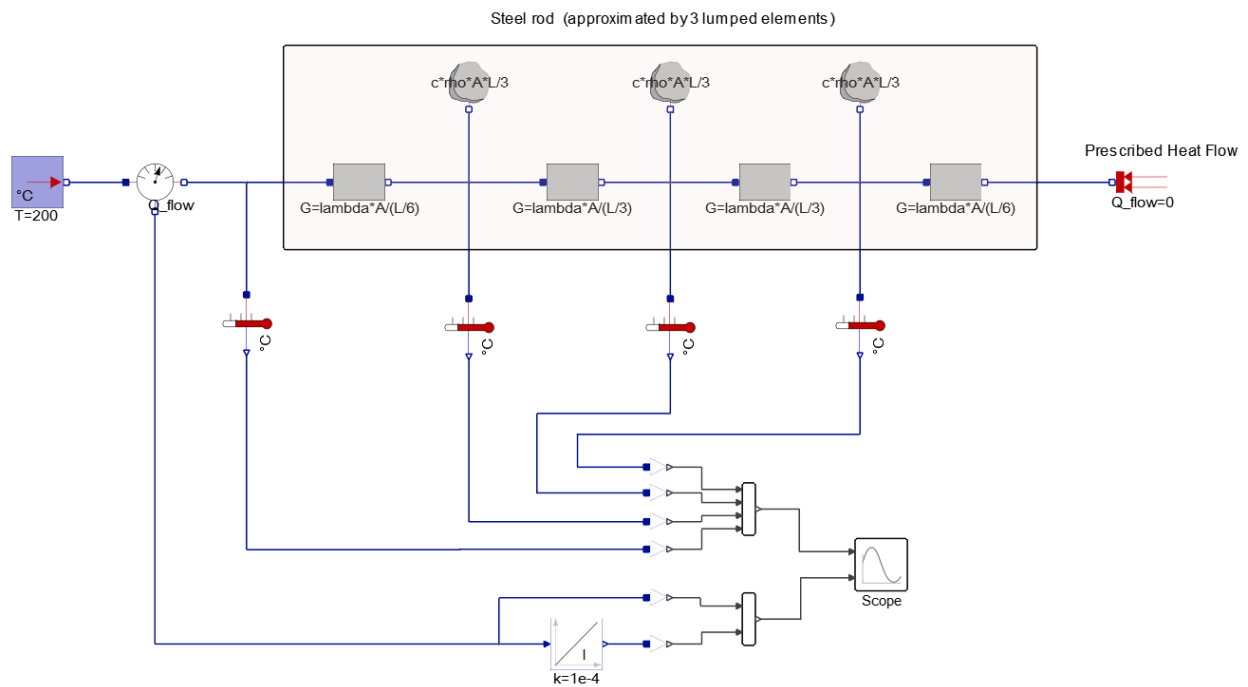 Steel rod (approximated by 3 lumped elements)
c*rho*A*L/3
c*rho*A*L/3
c*rho*A*L/3
Prescribed Heat Flow
°C
T=200
Q_flow
G=lambda*A/(L/6)
G=lambda*A/(L/3)
G=lambda*A/(L/3)
G=lambda*A/(L/6)
Q_flow=0
°C
°C
°C
°C
Scope
I
k=1e-4